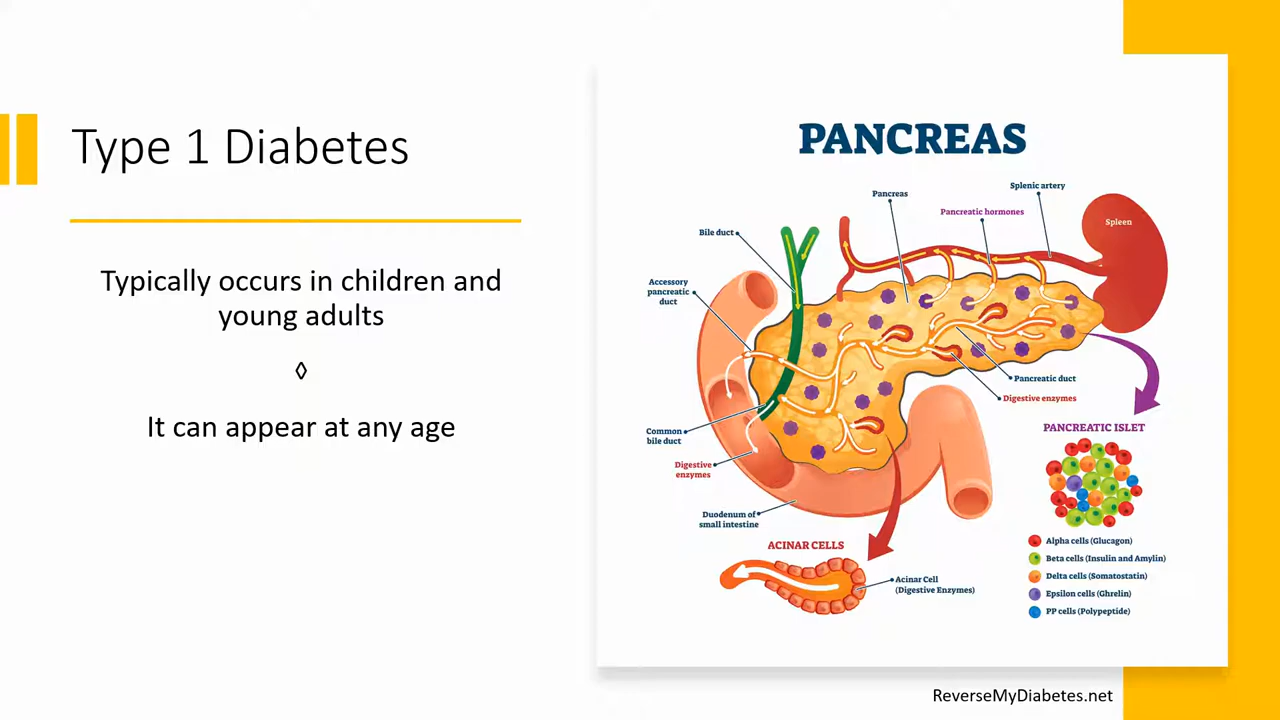 Type 1 Diabetes
Typically occurs in children and
young adults
◊
It can appear at any age
PANCREAS
Pancreas
Splenic artery
Pancreatic hormones
Spleen
Bile duct
Accessory
pancreatic
duct
Pancreatic duct
Digestive enzymes
Common
bile duct
Digestive
enzymes
Duodenum of
small intestine
PANCREATIC ISLET
Alpha cells (Glucagon)
Beta cells (Insulin and Amylin)
Delta cells (Somatostatin)
Epsilon cells (Ghrelin)
PP cells (Polypeptide)
ACINAR CELLS
Acinar Cell
(Digestive Enzymes)
ReverseMyDiabetes.net